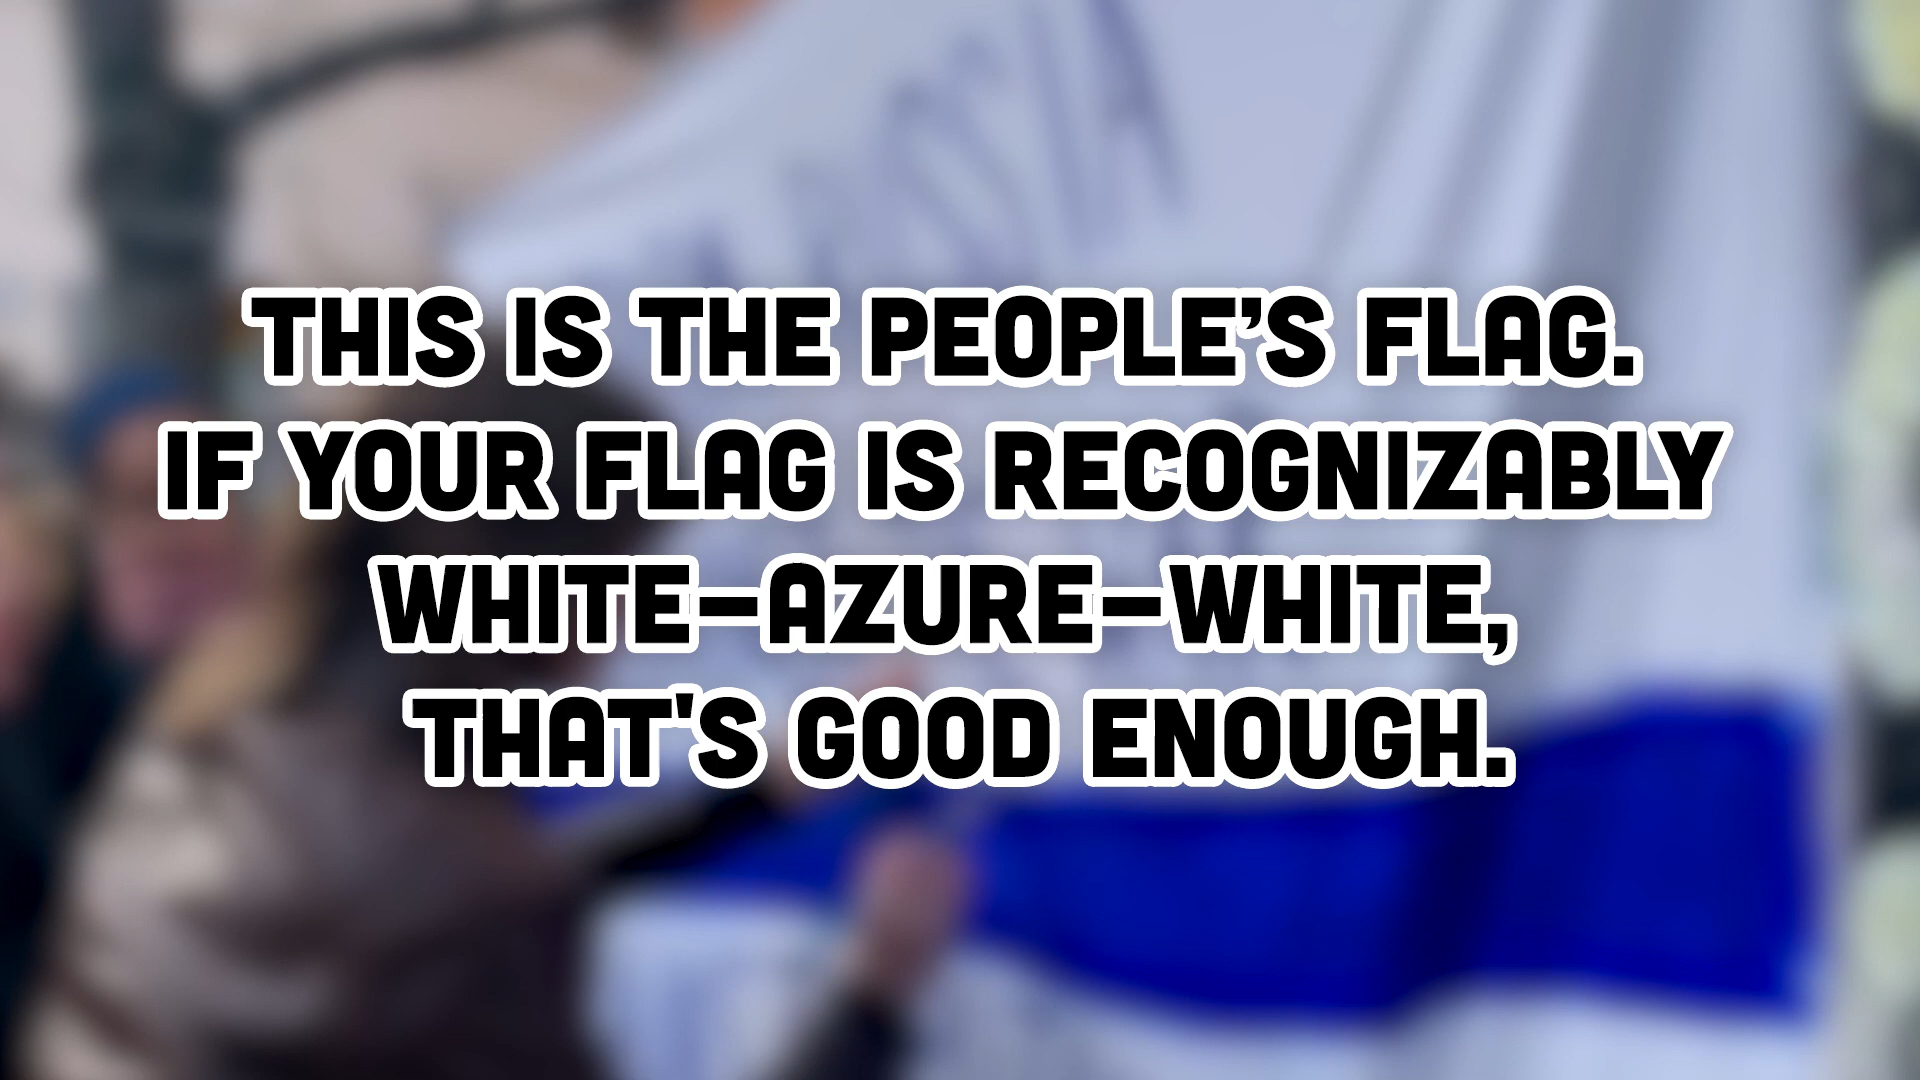 THIS IS THE PEOPLE’S FLAG.
IF YOUR FLAG IS RECOGNIZABLY
WHITE–AZURE–WHITE,
THAT'S GOOD ENOUGH.